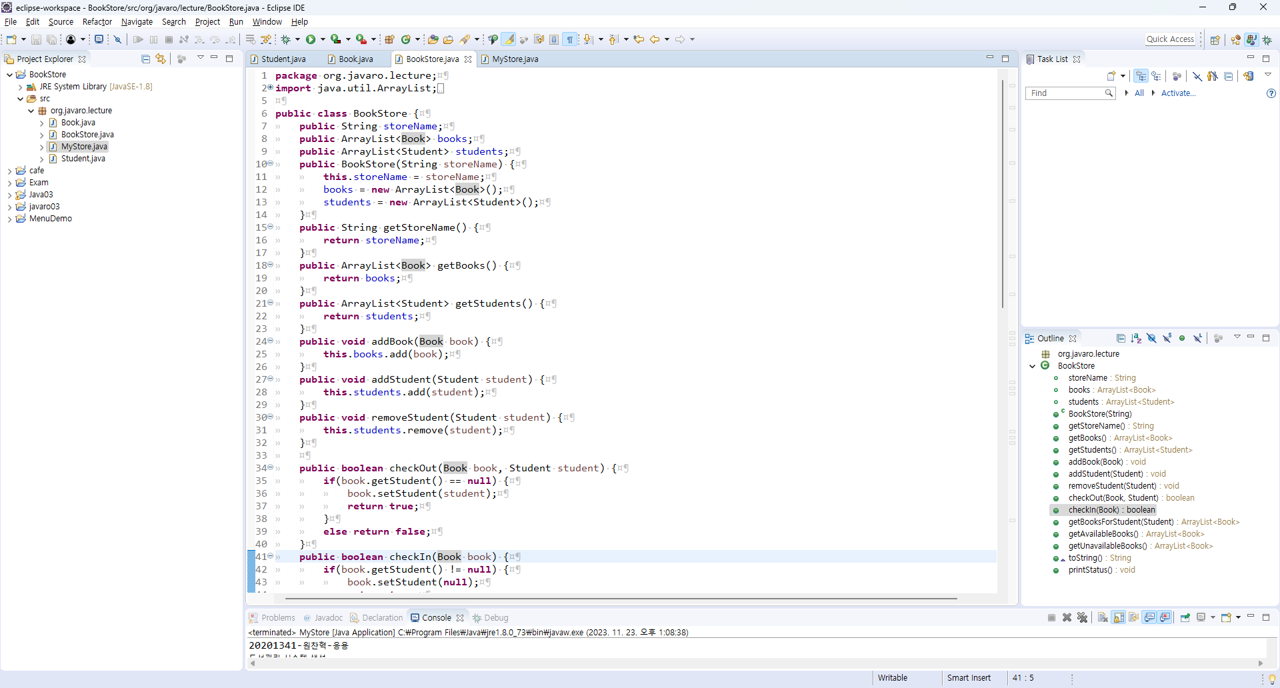 eclipse-workspace - BookStore/src/org/javaro/lecture/BookStore.java - Eclipse IDE
File Edit Source Refactor Navigate Search Project Run Window Help
Quick Access
Project Explorer
BookStore
JRE System Library [JavaSE-1.8]
src
org.javaro.lecture
Book.java
BookStore.java
MyStore.java
Student.java
cafe
Exam
Java03
javaro03
MenuDemo
Student.java Book.java BookStore.java MyStore.java
1 package org.javaro.lecture;
2 import java.util.ArrayList;
5
6 public class BookStore {
7 public String storeName;
8 public ArrayList<Book> books;
9 public ArrayList<Student> students;
10 public BookStore(String storeName) {
11 this.storeName = storeName;
12 books = new ArrayList<Book>();
13 students = new ArrayList<Student>();
14 }
15 public String getStoreName() {
16 return storeName;
17 }
18 public ArrayList<Book> getBooks() {
19 return books;
20 }
21 public ArrayList<Student> getStudents() {
22 return students;
23 }
24 public void addBook(Book book) {
25 this.books.add(book);
26 }
27 public void addStudent(Student student) {
28 this.students.add(student);
29 }
30 public void removeStudent(Student student) {
31 this.students.remove(student);
32 }
33
34 public boolean checkOut(Book book, Student student) {
35 if(book.getStudent() == null) {
36 book.setStudent(student);
37 return true;
38 }
39 else return false;
40 }
41 public boolean checkIn(Book book) {
42 if(book.getStudent() != null) {
43 book.setStudent(null);
Task List
Find All Activate...
Outline
org.javaro.lecture
BookStore
storeName : String
books : ArrayList<Book>
students : ArrayList<Student>
BookStore(String)
getStoreName() : String
getBooks() : ArrayList<Book>
getStudents() : ArrayList<Student>
addBook(Book) : void
addStudent(Student) : void
removeStudent(Student) : void
checkOut(Book, Student) : boolean
checkIn(Book) : boolean
getBooksForStudent(Student) : ArrayList<Book>
getAvailableBooks() : ArrayList<Book>
getUnavailableBooks() : ArrayList<Book>
toString() : String
printStatus() : void
Problems Javadoc Declaration Console Debug
<terminated> MyStore [Java Application] C:₩Program Files₩Java₩jre1.8.0_73₩bin₩javaw.exe (2023. 11. 23. 오후 1:08:38)
20201341-원찬혁-응용
Writable Smart Insert 41 : 5